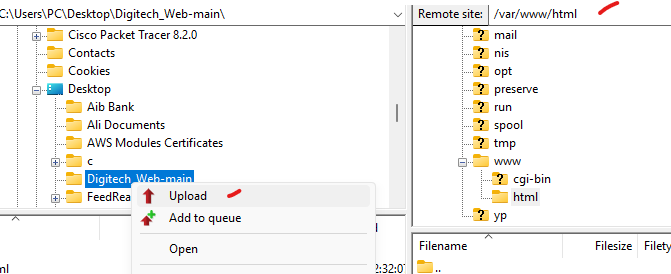 C:\Users\PC\Desktop\Digitech_Web-main\
Cisco Packet Tracer 8.2.0
Contacts
Cookies
Desktop
Aib Bank
Ali Documents
AWS Modules Certificates
c
Digitech_Web-main
FeedRea
Upload
Add to queue
Open
2:32:07
Remote site: /var/www/html
? mail
? nis
? opt
? preserve
? run
? spool
? tmp
www
? cgi-bin
html
? yp
Filename Filesize Filety
..